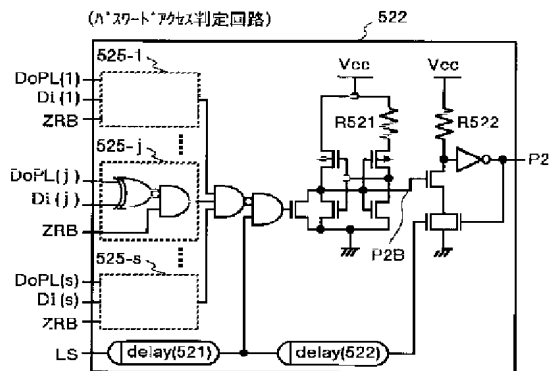 (ﾊﾟｽﾜｰﾄﾞｱｸｾｽ判定回路)
522
525-1
DoPL(1)
Di(1)
ZRB
Vcc
Vcc
R521
R522
525-j
DoPL(j)
Di(j)
ZRB
P2
P2B
525-s
DoPL(s)
Di(s)
ZRB
LS
delay(521)
delay(522)